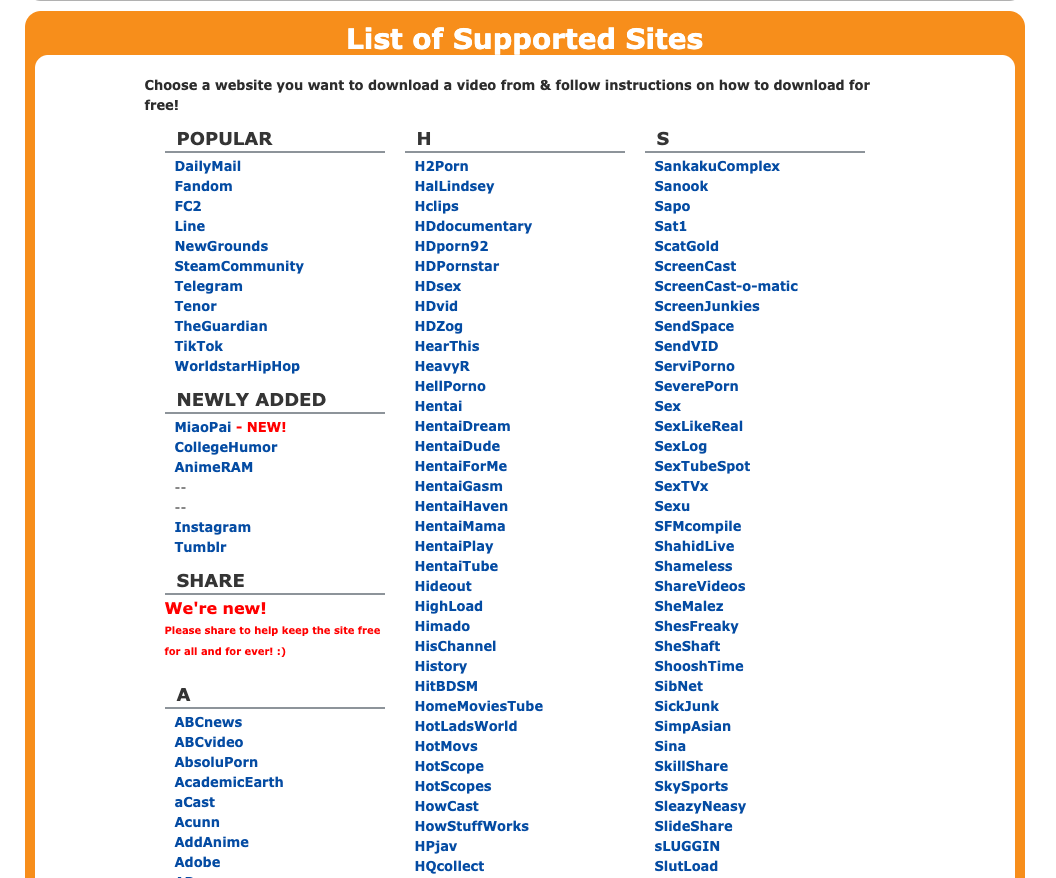 List of Supported Sites
Choose a website you want to download a video from & follow instructions on how to download for
free!
POPULAR
DailyMail
Fandom
FC2
Line
NewGrounds
SteamCommunity
Telegram
Tenor
TheGuardian
TikTok
WorldstarHipHop
NEWLY ADDED
MiaoPai - NEW!
CollegeHumor
AnimeRAM
--
--
Instagram
Tumblr
SHARE
We're new!
Please share to help keep the site free
for all and for ever! :)
A
ABCnews
ABCvideo
AbsoluPorn
AcademicEarth
aCast
Acunn
AddAnime
Adobe
H
H2Porn
HalLindsey
Hclips
HDdocumentary
HDporn92
HDPornstar
HDsex
HDvid
HDZog
HearThis
HeavyR
HellPorno
Hentai
HentaiDream
HentaiDude
HentaiForMe
HentaiGasm
HentaiHaven
HentaiMama
HentaiPlay
HentaiTube
Hideout
HighLoad
Himado
HisChannel
History
HitBDSM
HomeMoviesTube
HotLadsWorld
HotMovs
HotScope
HotScopes
HowCast
HowStuffWorks
HPjav
HQcollect
S
SankakuComplex
Sanook
Sapo
Sat1
ScatGold
ScreenCast
ScreenCast-o-matic
ScreenJunkies
SendSpace
SendVID
ServiPorno
SeverePorn
Sex
SexLikeReal
SexLog
SexTubeSpot
SexTVx
Sexu
SFMcompile
ShahidLive
Shameless
ShareVideos
SheMalez
ShesFreaky
SheShaft
ShooshTime
SibNet
SickJunk
SimpAsian
Sina
SkillShare
SkySports
SleazyNeasy
SlideShare
sLUGGIN
SlutLoad